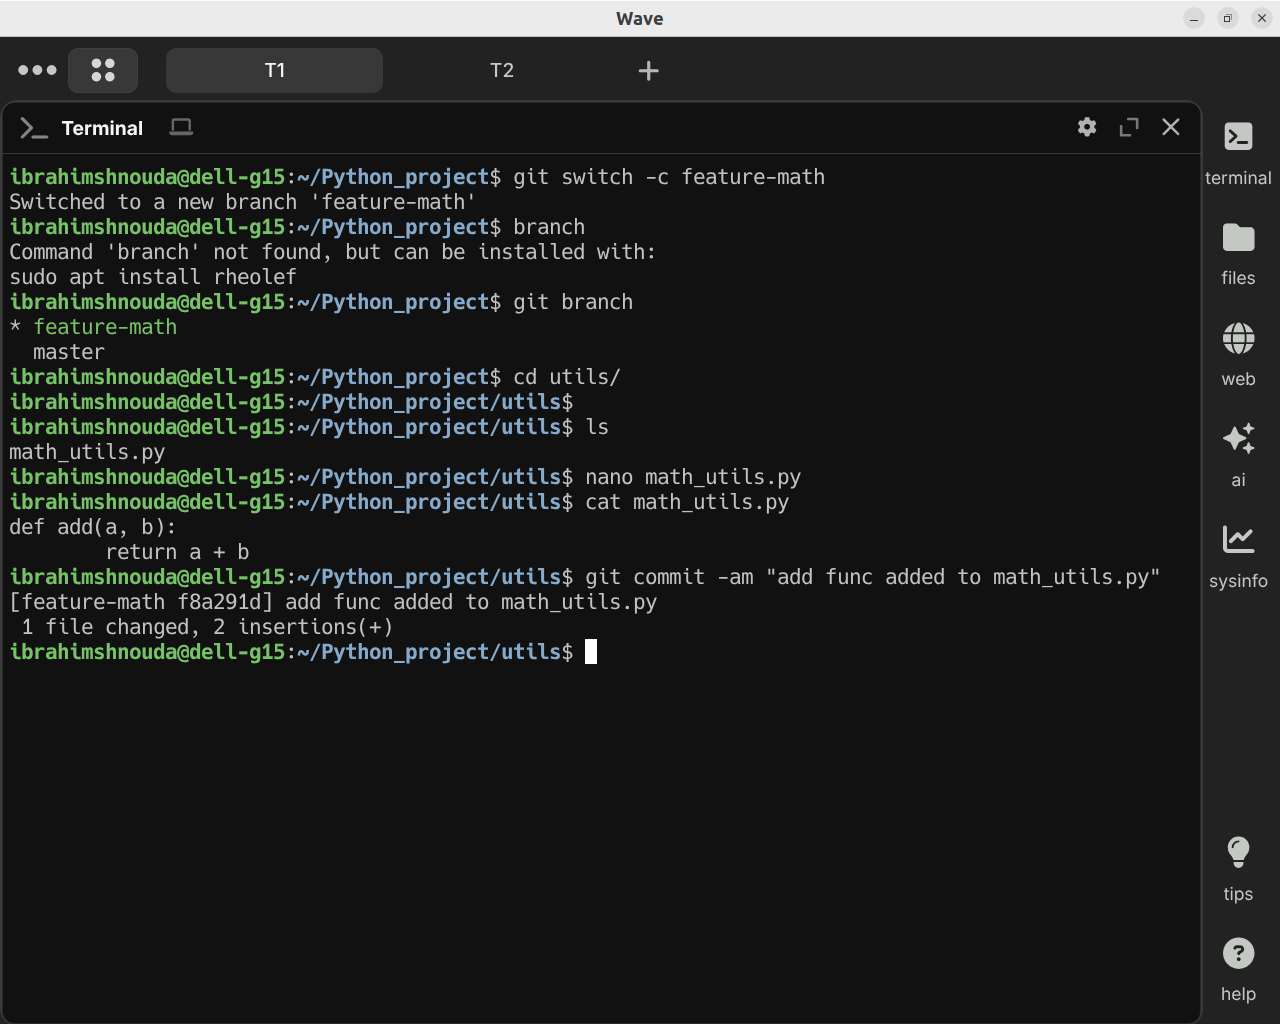 Wave
T1
T2
Terminal
ibrahimshnouda@dell-g15:~/Python_project$ git switch -c feature-math
Switched to a new branch 'feature-math'
ibrahimshnouda@dell-g15:~/Python_project$ branch
Command 'branch' not found, but can be installed with:
sudo apt install rheolef
ibrahimshnouda@dell-g15:~/Python_project$ git branch
* feature-math
  master
ibrahimshnouda@dell-g15:~/Python_project$ cd utils/
ibrahimshnouda@dell-g15:~/Python_project/utils$
ibrahimshnouda@dell-g15:~/Python_project/utils$ ls
math_utils.py
ibrahimshnouda@dell-g15:~/Python_project/utils$ nano math_utils.py
ibrahimshnouda@dell-g15:~/Python_project/utils$ cat math_utils.py
def add(a, b):
        return a + b
ibrahimshnouda@dell-g15:~/Python_project/utils$ git commit -am "add func added to math_utils.py"
[feature-math f8a291d] add func added to math_utils.py
 1 file changed, 2 insertions(+)
ibrahimshnouda@dell-g15:~/Python_project/utils$
terminal
files
web
ai
sysinfo
tips
help